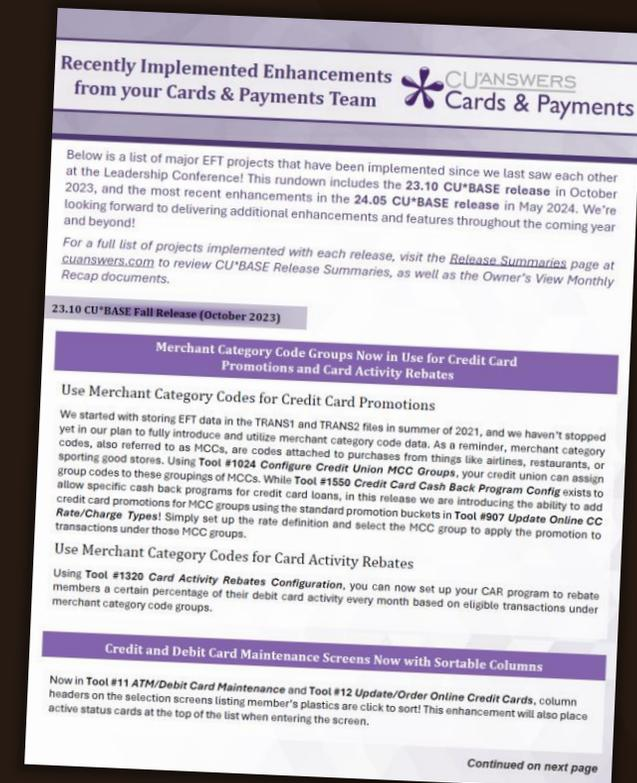 Recently Implemented Enhancements
from your Cards & Payments Team
CU*ANSWERS
Cards & Payments
Below is a list of major EFT projects that have been implemented since we last saw each other
at the Leadership Conference! This rundown includes the 23.10 CU*BASE release in October
2023, and the most recent enhancements in the 24.05 CU*BASE release in May 2024. We're
looking forward to delivering additional enhancements and features throughout the coming year
and beyond!
For a full list of projects implemented with each release, visit the Release Summaries page at
cuanswers.com to review CU*BASE Release Summaries, as well as the Owner's View Monthly
Recap documents.
23.10 CU*BASE Fall Release (October 2023)
Merchant Category Code Groups Now in Use for Credit Card
Promotions and Card Activity Rebates
Use Merchant Category Codes for Credit Card Promotions
We started with storing EFT data in the TRANS1 and TRANS2 files in summer of 2021, and we haven't stopped
yet in our plan to fully introduce and utilize merchant category code data. As a reminder, merchant category
codes, also referred to as MCCs, are codes attached to purchases from things like airlines, restaurants, or
sporting good stores. Using Tool #1024 Configure Credit Union MCC Groups, your credit union can assign
group codes to these groupings of MCCs. While Tool #1550 Credit Card Cash Back Program Config exists to
allow specific cash back programs for credit card loans, in this release we are introducing the ability to add
credit card promotions for MCC groups using the standard promotion buckets in Tool #907 Update Online CC
Rate/Charge Types! Simply set up the rate definition and select the MCC group to apply the promotion to
transactions under those MCC groups.
Use Merchant Category Codes for Card Activity Rebates
Using Tool #1320 Card Activity Rebates Configuration, you can now set up your CAR program to rebate
members a certain percentage of their debit card activity every month based on eligible transactions under
merchant category code groups.
Credit and Debit Card Maintenance Screens Now with Sortable Columns
Now in Tool #11 ATM/Debit Card Maintenance and Tool #12 Update/Order Online Credit Cards, column
headers on the selection screens listing member's plastics are click to sort! This enhancement will also place
active status cards at the top of the list when entering the screen.
Continued on next page